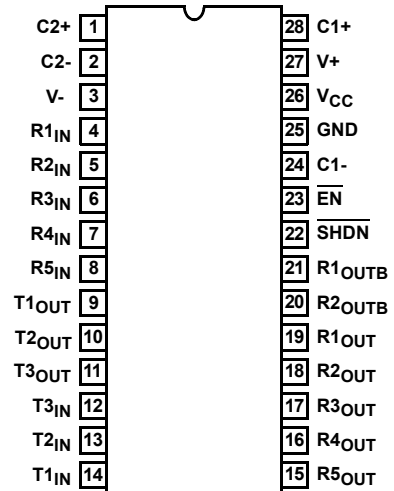 C2+ 1 28 C1+
C2- 2 27 V+
V- 3 26 VCC
R1IN 4 25 GND
R2IN 5 24 C1-
R3IN 6 23 EN
R4IN 7 22 SHDN
R5IN 8 21 R1OUTB
T1OUT 9 20 R2OUTB
T2OUT 10 19 R1OUT
T3OUT 11 18 R2OUT
T3IN 12 17 R3OUT
T2IN 13 16 R4OUT
T1IN 14 15 R5OUT